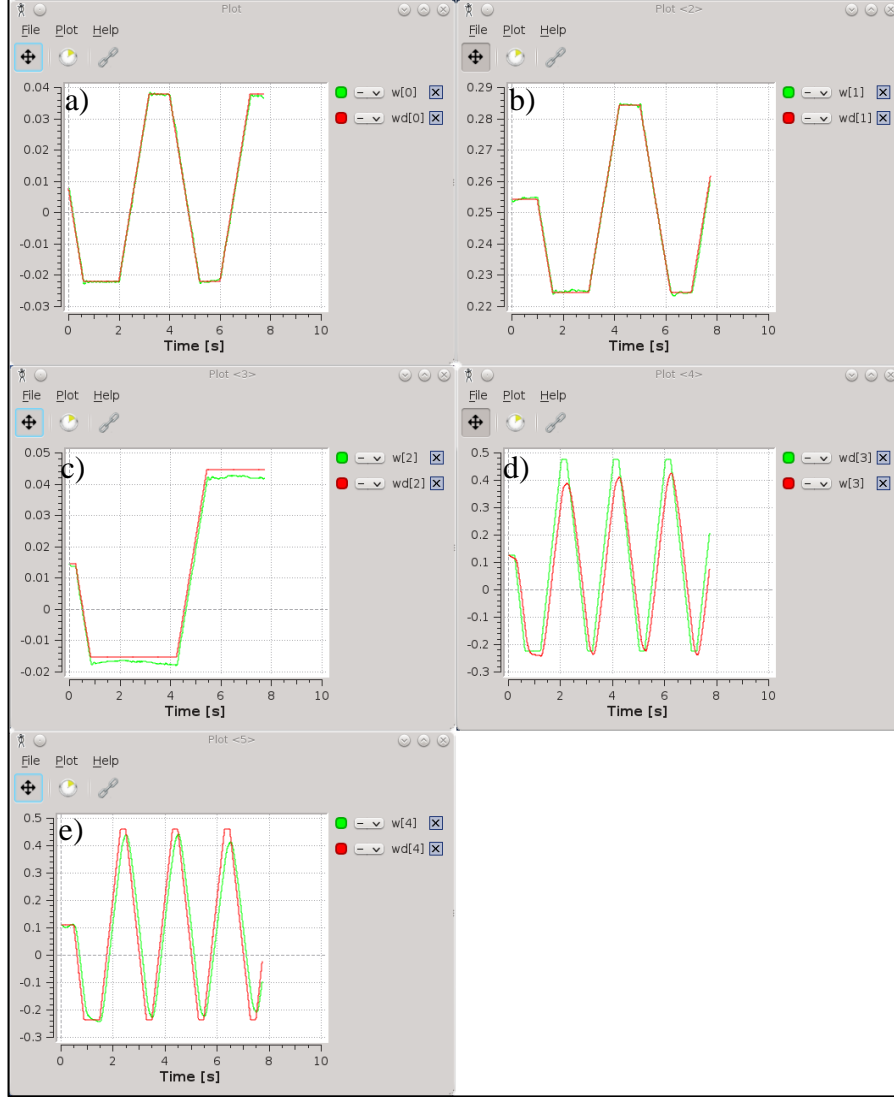 Plot
File Plot Help
a)
0.04
0.03
0.02
0.01
0
-0.01
-0.02
-0.03
0 2 4 6 8 10
Time [s]
w[0]
wd[0]
Plot <2>
File Plot Help
b)
0.29
0.28
0.27
0.26
0.25
0.24
0.23
0.22
0 2 4 6 8 10
Time [s]
w[1]
wd[1]
Plot <3>
File Plot Help
c)
0.05
0.04
0.03
0.02
0.01
0
-0.01
-0.02
0 2 4 6 8 10
Time [s]
w[2]
wd[2]
Plot <4>
File Plot Help
d)
0.5
0.4
0.3
0.2
0.1
0
-0.1
-0.2
-0.3
0 2 4 6 8 10
Time [s]
wd[3]
w[3]
Plot <5>
File Plot Help
e)
0.5
0.4
0.3
0.2
0.1
0
-0.1
-0.2
-0.3
0 2 4 6 8 10
Time [s]
w[4]
wd[4]